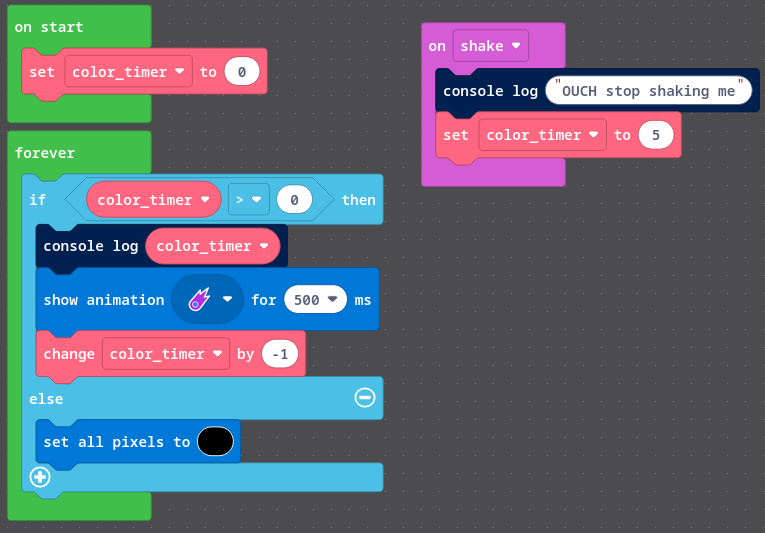 on start
set color_timer to 0
forever
if color_timer > 0 then
console log color_timer
show animation for 500 ms
change color_timer by -1
else
set all pixels to
on shake
console log "OUCH stop shaking me"
set color_timer to 5